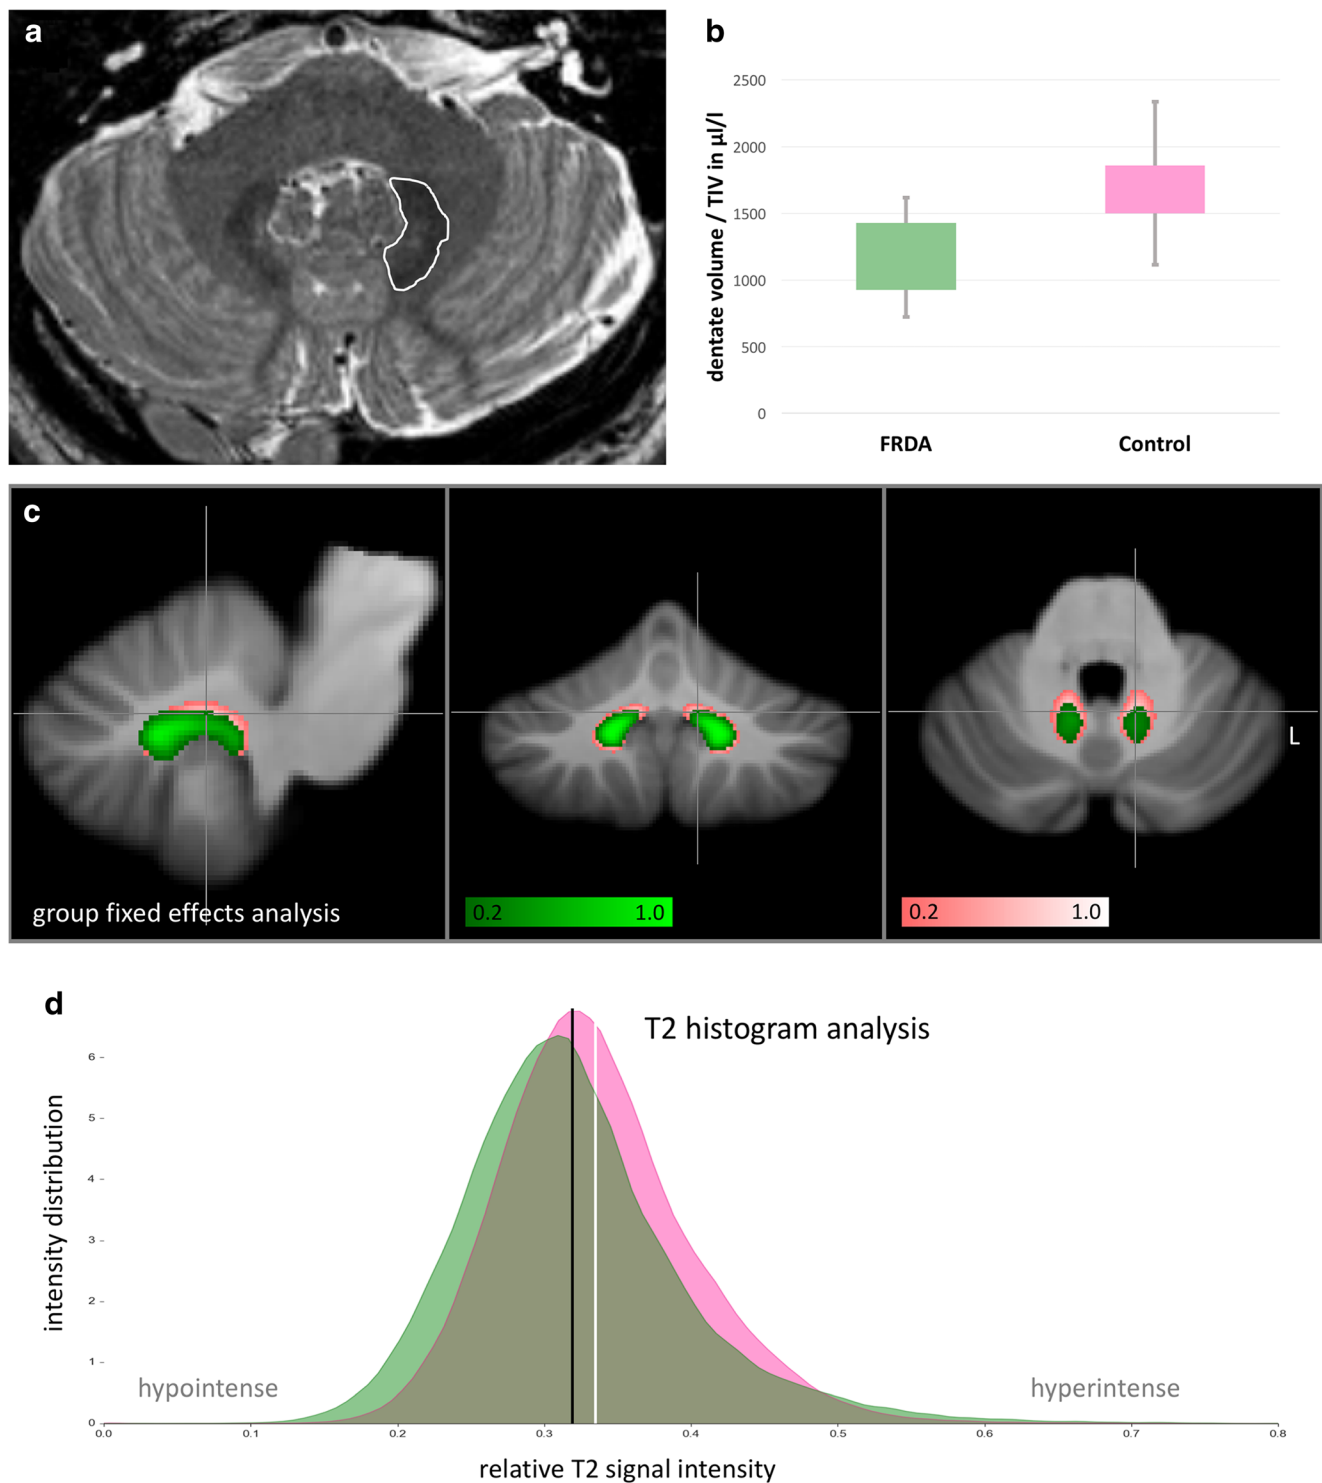 a
b
dentate volume / TIV in µl/l
2500
2000
1500
1000
500
0
FRDA
Control
c
L
group fixed effects analysis
0.2 1.0
0.2 1.0
d
T2 histogram analysis
intensity distribution
6
5
4
3
2
1
0
hypointense
hyperintense
0.0 0.1 0.2 0.3 0.4 0.5 0.6 0.7 0.8
relative T2 signal intensity